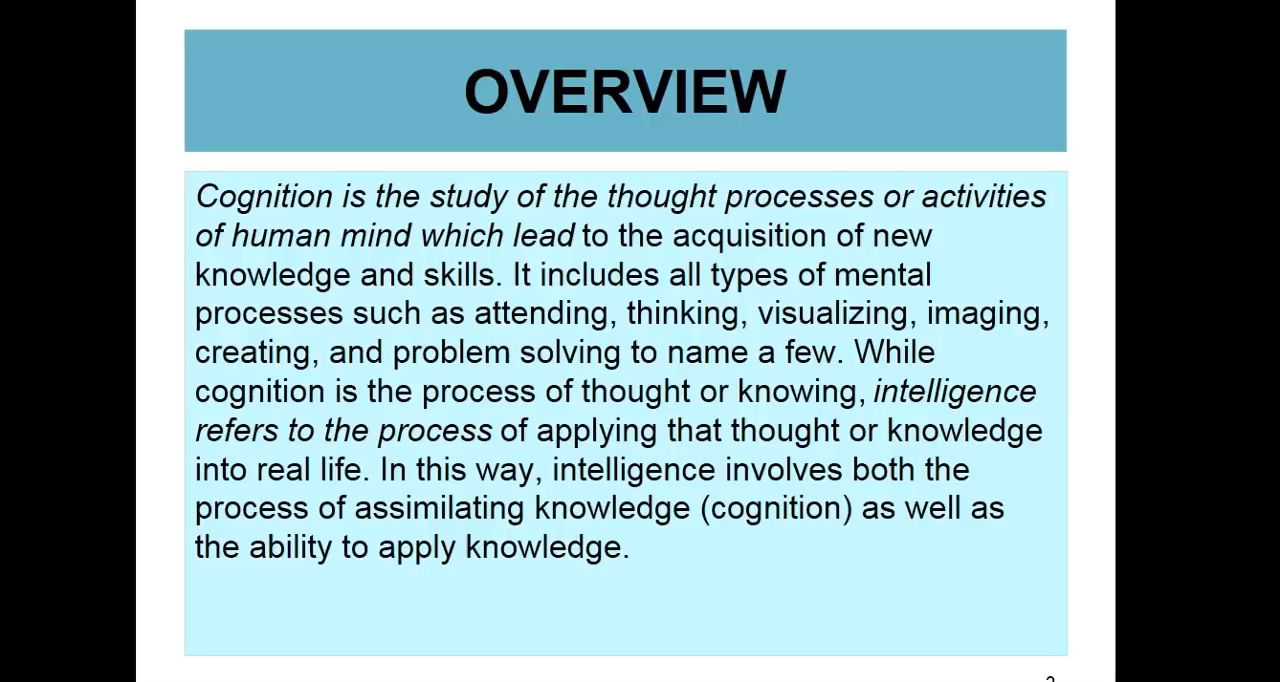 OVERVIEW
Cognition is the study of the thought processes or activities
of human mind which lead to the acquisition of new
knowledge and skills. It includes all types of mental
processes such as attending, thinking, visualizing, imaging,
creating, and problem solving to name a few. While
cognition is the process of thought or knowing, intelligence
refers to the process of applying that thought or knowledge
into real life. In this way, intelligence involves both the
process of assimilating knowledge (cognition) as well as
the ability to apply knowledge.